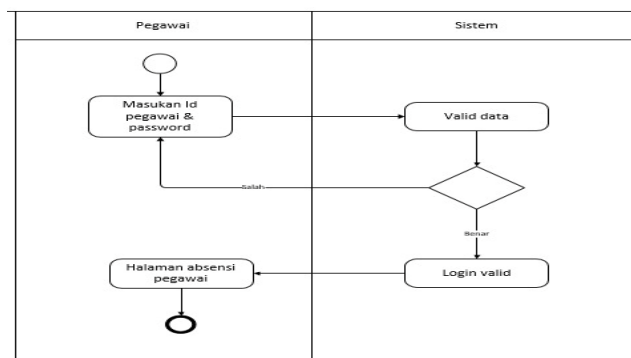 Pegawai
Sistem
Masukan Id
pegawai &
password
Valid data
Salah
Benar
Halaman absensi
pegawai
Login valid